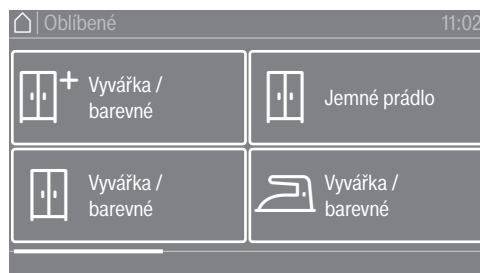 Oblíbené 11:02
Vyvářka /
barevné
Jemné prádlo
Vyvářka /
barevné
Vyvářka /
barevné